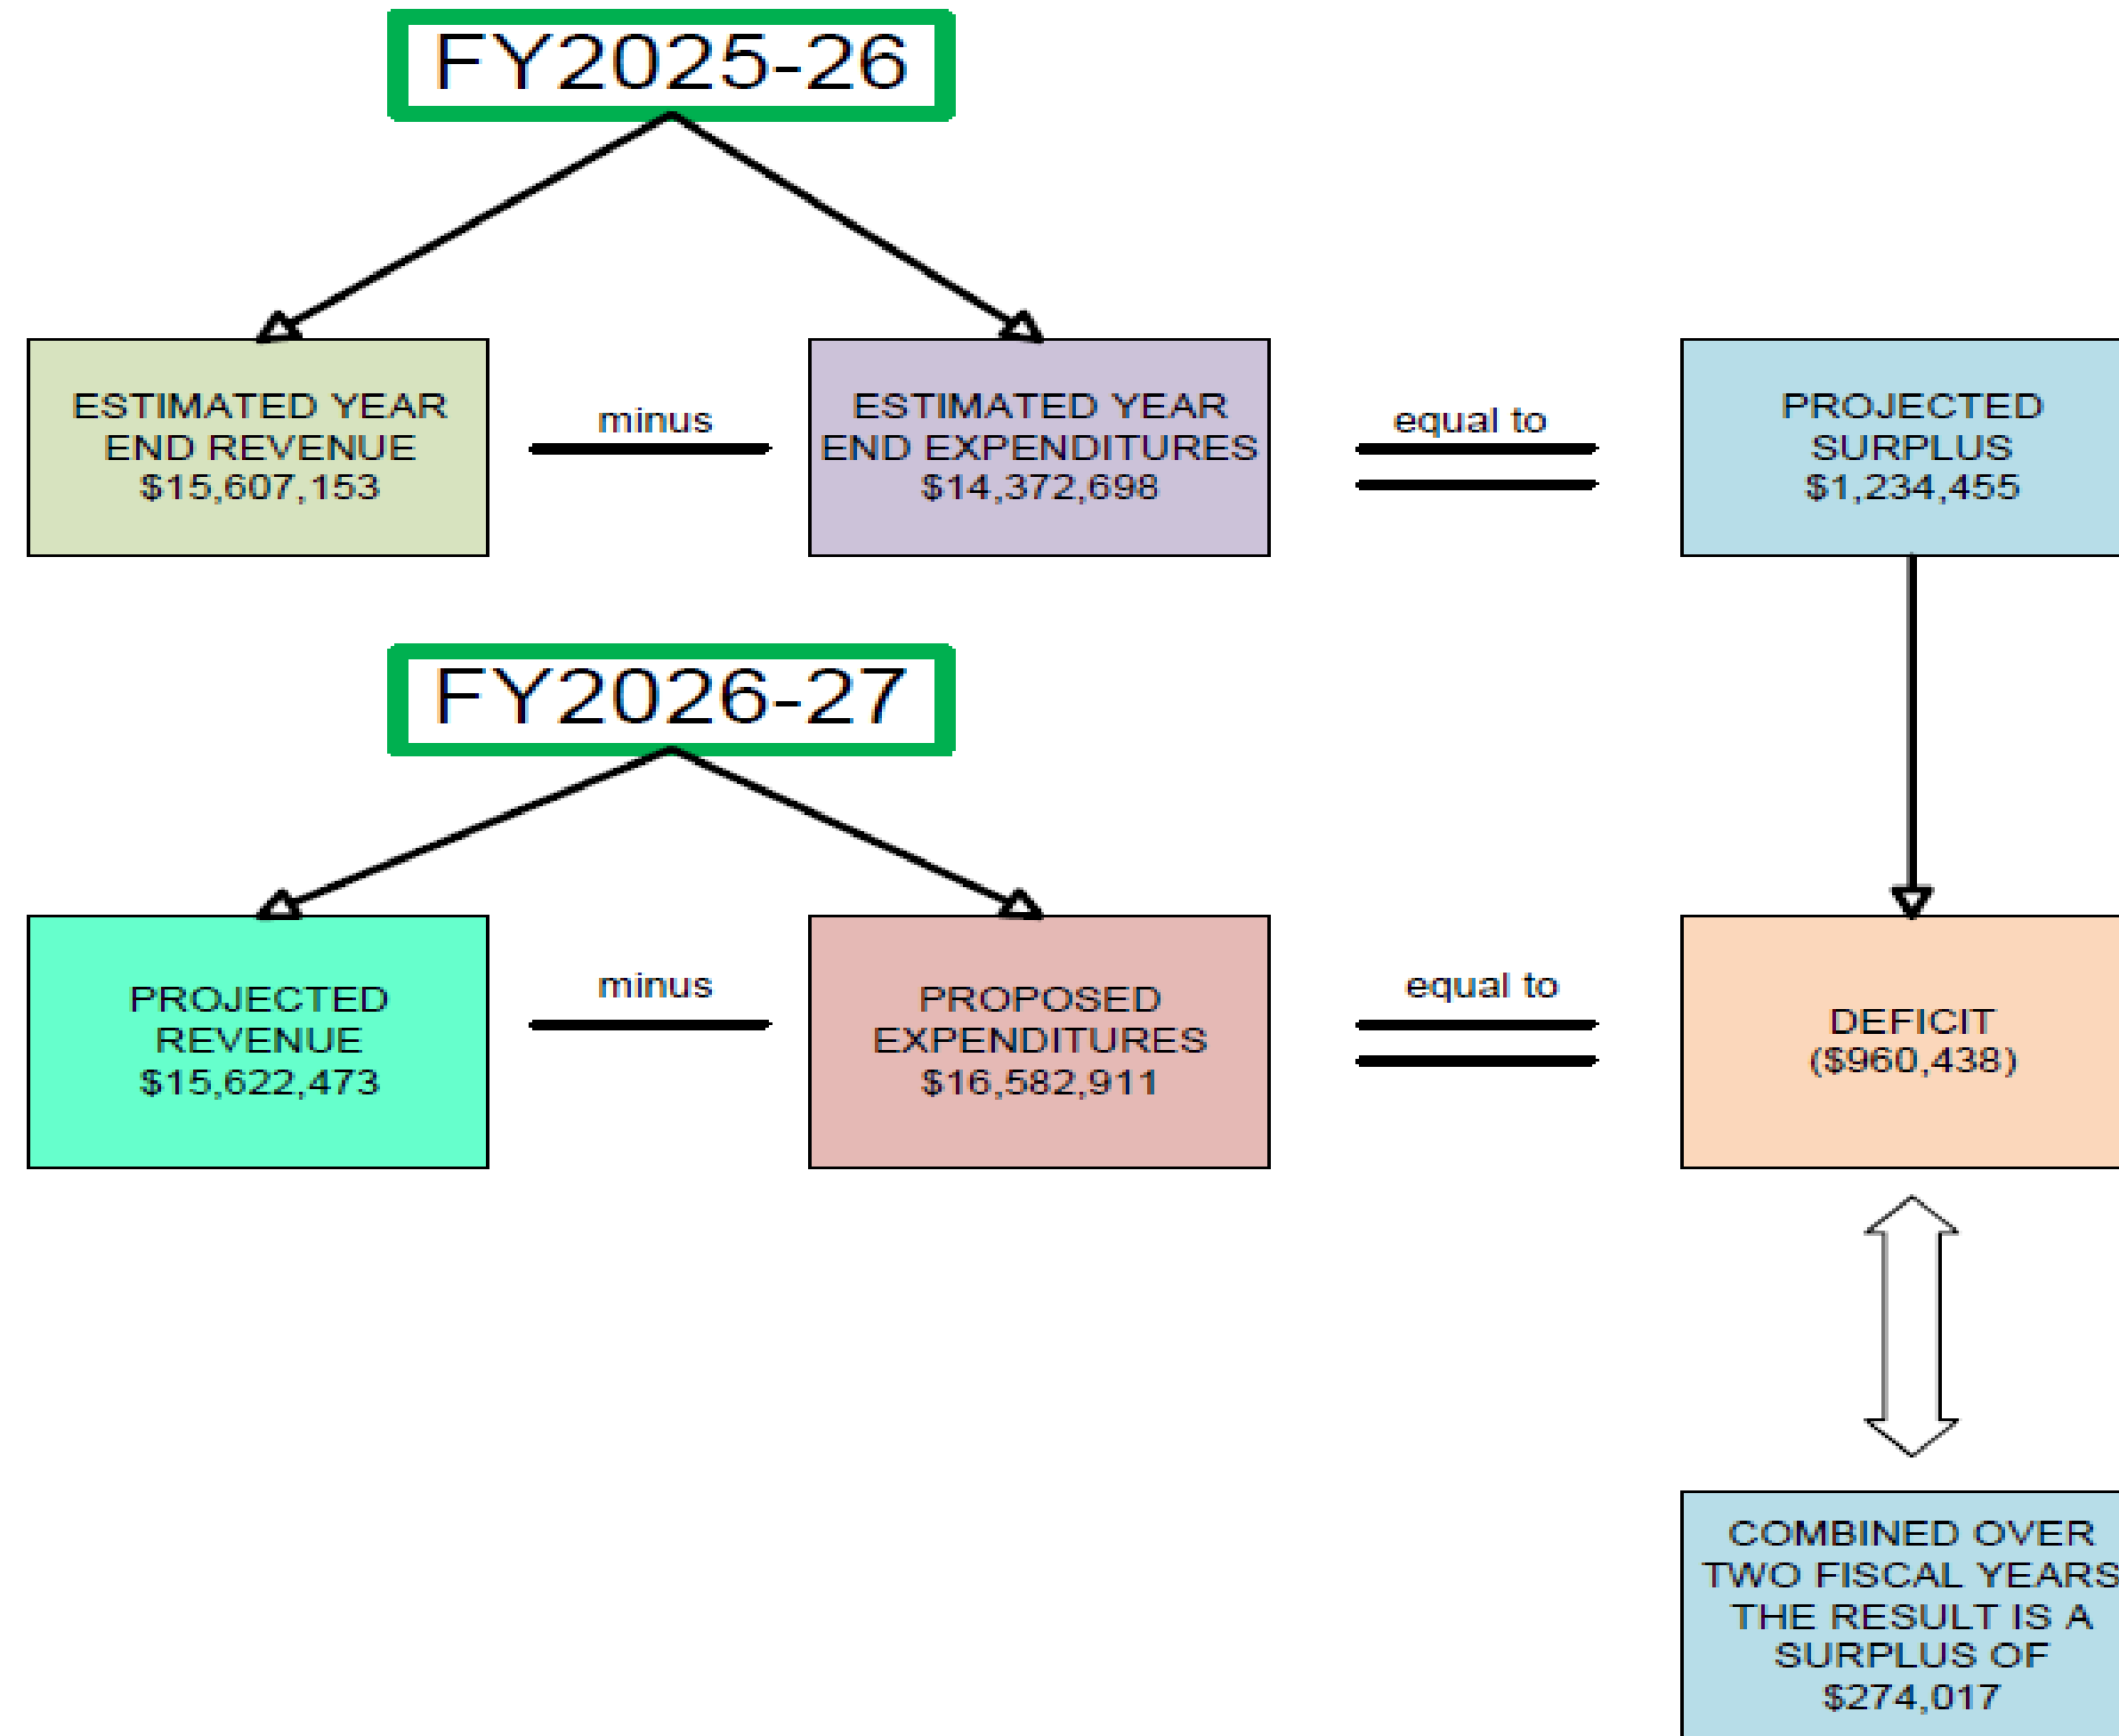 FY2025-26
ESTIMATED YEAR
END REVENUE
$15,607,153
minus
ESTIMATED YEAR
END EXPENDITURES
$14,372,698
equal to
PROJECTED
SURPLUS
$1,234,455
FY2026-27
PROJECTED
REVENUE
$15,622,473
minus
PROPOSED
EXPENDITURES
$16,582,911
equal to
DEFICIT
($960,438)
COMBINED OVER
TWO FISCAL YEARS
THE RESULT IS A
SURPLUS OF
$274,017